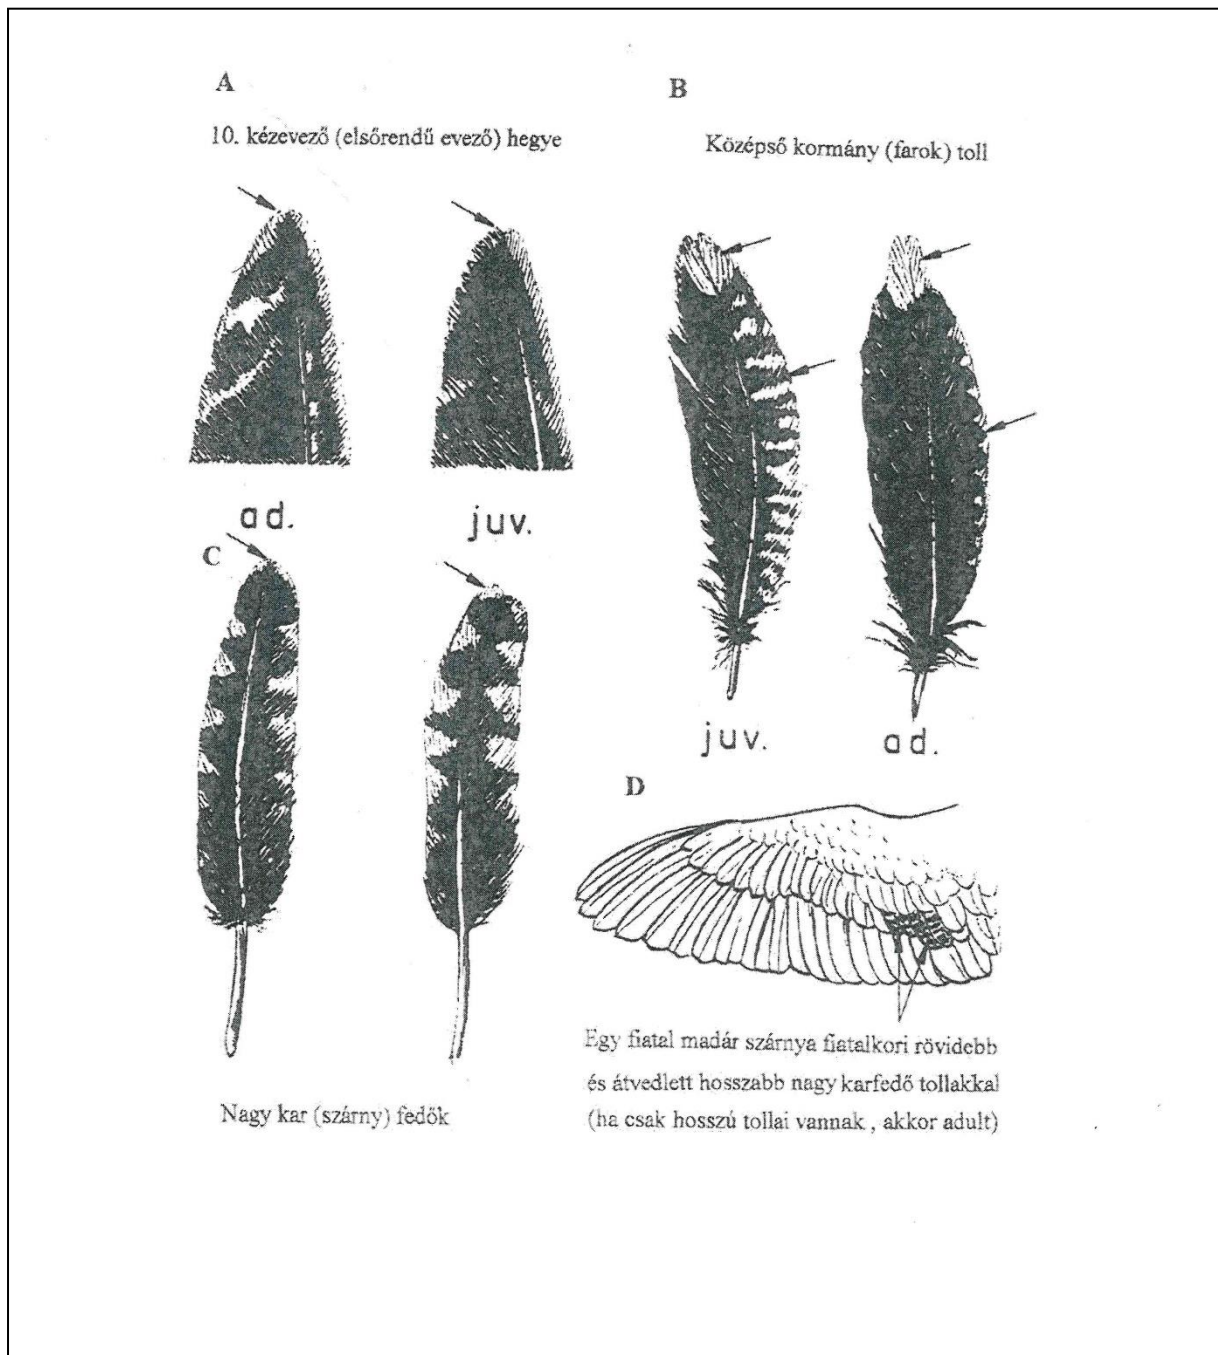 A
10. kézevező (elsőrendű evező) hegye
B
Középső kormány (farok) toll
ad.
juv.
C
juv.
ad.
D
Egy fiatal madár szárnya fiatalkori rövidebb
és átvedlett hosszabb nagy karfedő tollakkal
(ha csak hosszú tollai vannak , akkor adult)
Nagy kar (szárny) fedők